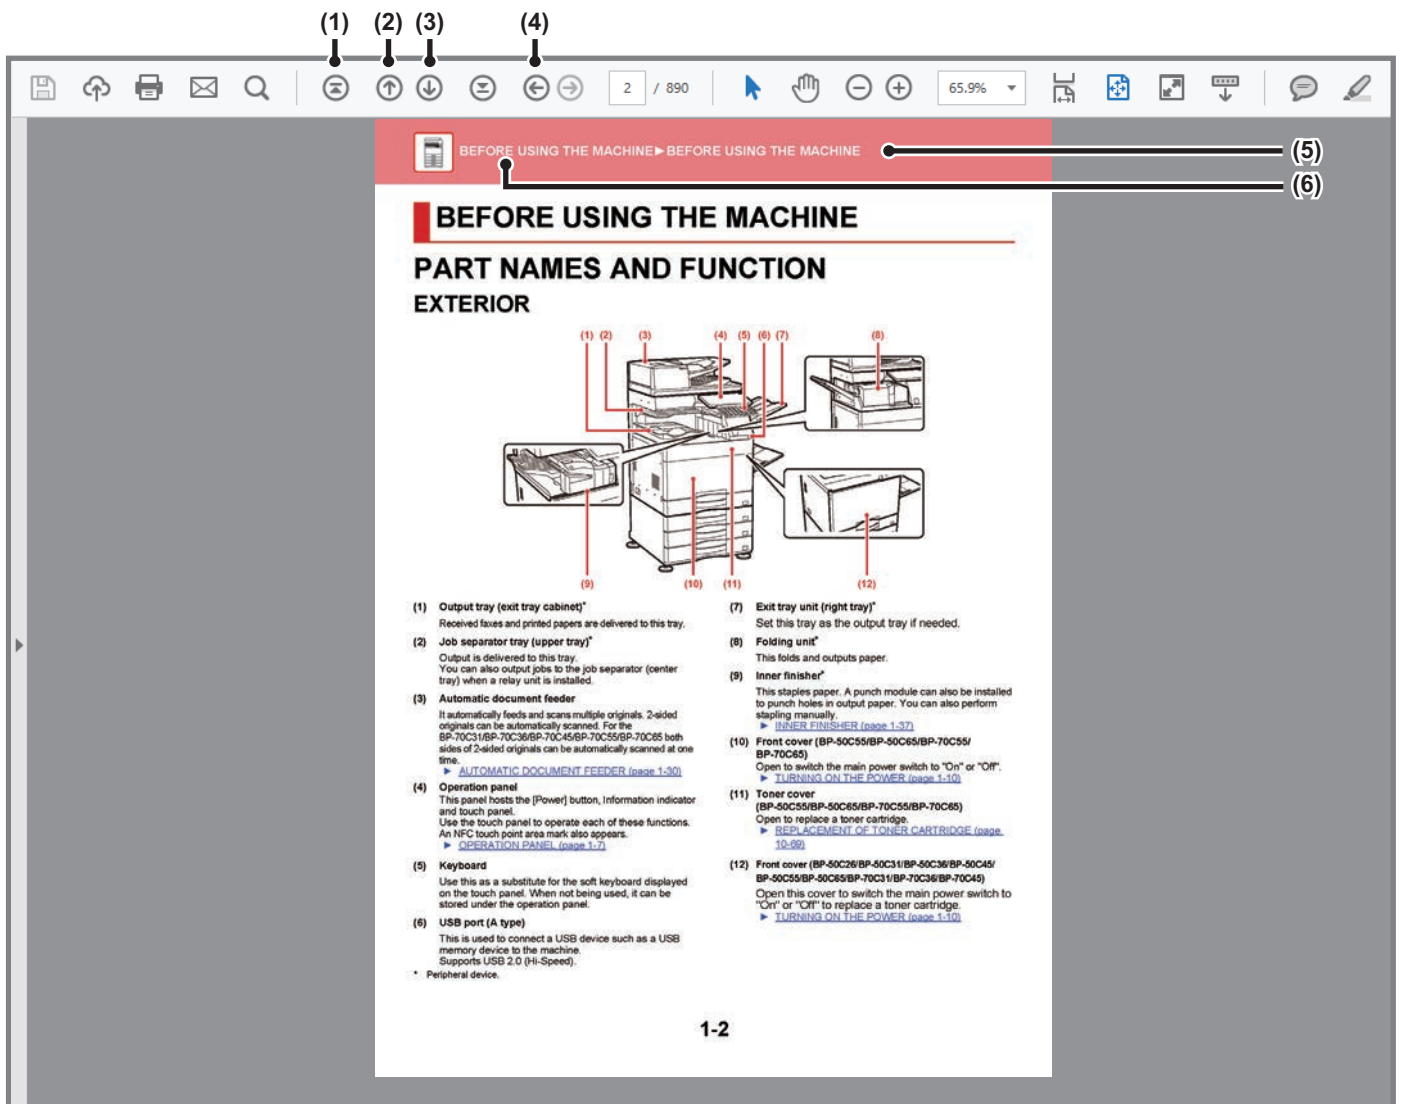 (1) (2) (3) (4)
2 / 890 65.9%
BEFORE USING THE MACHINE►BEFORE USING THE MACHINE
(5)
(6)
BEFORE USING THE MACHINE
PART NAMES AND FUNCTION
EXTERIOR
(1) (2) (3) (4) (5) (6) (7) (8)
(9) (10) (11) (12)
(1) Output tray (exit tray cabinet)*
Received faxes and printed papers are delivered to this tray.
(2) Job separator tray (upper tray)*
Output is delivered to this tray.
You can also output jobs to the job separator (center
tray) when a relay unit is installed.
(3) Automatic document feeder
It automatically feeds and scans multiple originals. 2-sided
originals can be automatically scanned. For the
BP-70C31/BP-70C36/BP-70C45/BP-70C55/BP-70C65 both
sides of 2-sided originals can be automatically scanned at one
time.
► AUTOMATIC DOCUMENT FEEDER (page 1-30)
(4) Operation panel
This panel hosts the [Power] button, Information indicator
and touch panel.
Use the touch panel to operate each of these functions.
An NFC touch point area mark also appears.
► OPERATION PANEL (page 1-7)
(5) Keyboard
Use this as a substitute for the soft keyboard displayed
on the touch panel. When not being used, it can be
stored under the operation panel.
(6) USB port (A type)
This is used to connect a USB device such as a USB
memory device to the machine.
Supports USB 2.0 (Hi-Speed).
* Peripheral device.
(7) Exit tray unit (right tray)*
Set this tray as the output tray if needed.
(8) Folding unit*
This folds and outputs paper.
(9) Inner finisher*
This staples paper. A punch module can also be installed
to punch holes in output paper. You can also perform
stapling manually.
► INNER FINISHER (page 1-37)
(10) Front cover (BP-50C55/BP-50C65/BP-70C55/
BP-70C65)
Open to switch the main power switch to "On" or "Off".
► TURNING ON THE POWER (page 1-10)
(11) Toner cover
(BP-50C55/BP-50C65/BP-70C55/BP-70C65)
Open to replace a toner cartridge.
► REPLACEMENT OF TONER CARTRIDGE (page
10-69)
(12) Front cover (BP-50C26/BP-50C31/BP-50C36/BP-50C45/
BP-50C55/BP-50C65/BP-70C31/BP-70C36/BP-70C45)
Open this cover to switch the main power switch to
"On" or "Off" to replace a toner cartridge.
► TURNING ON THE POWER (page 1-10)
1-2